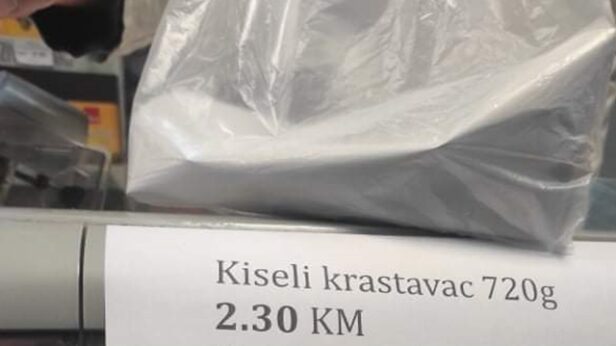 Kiseli krastavac 720g
2.30 KM